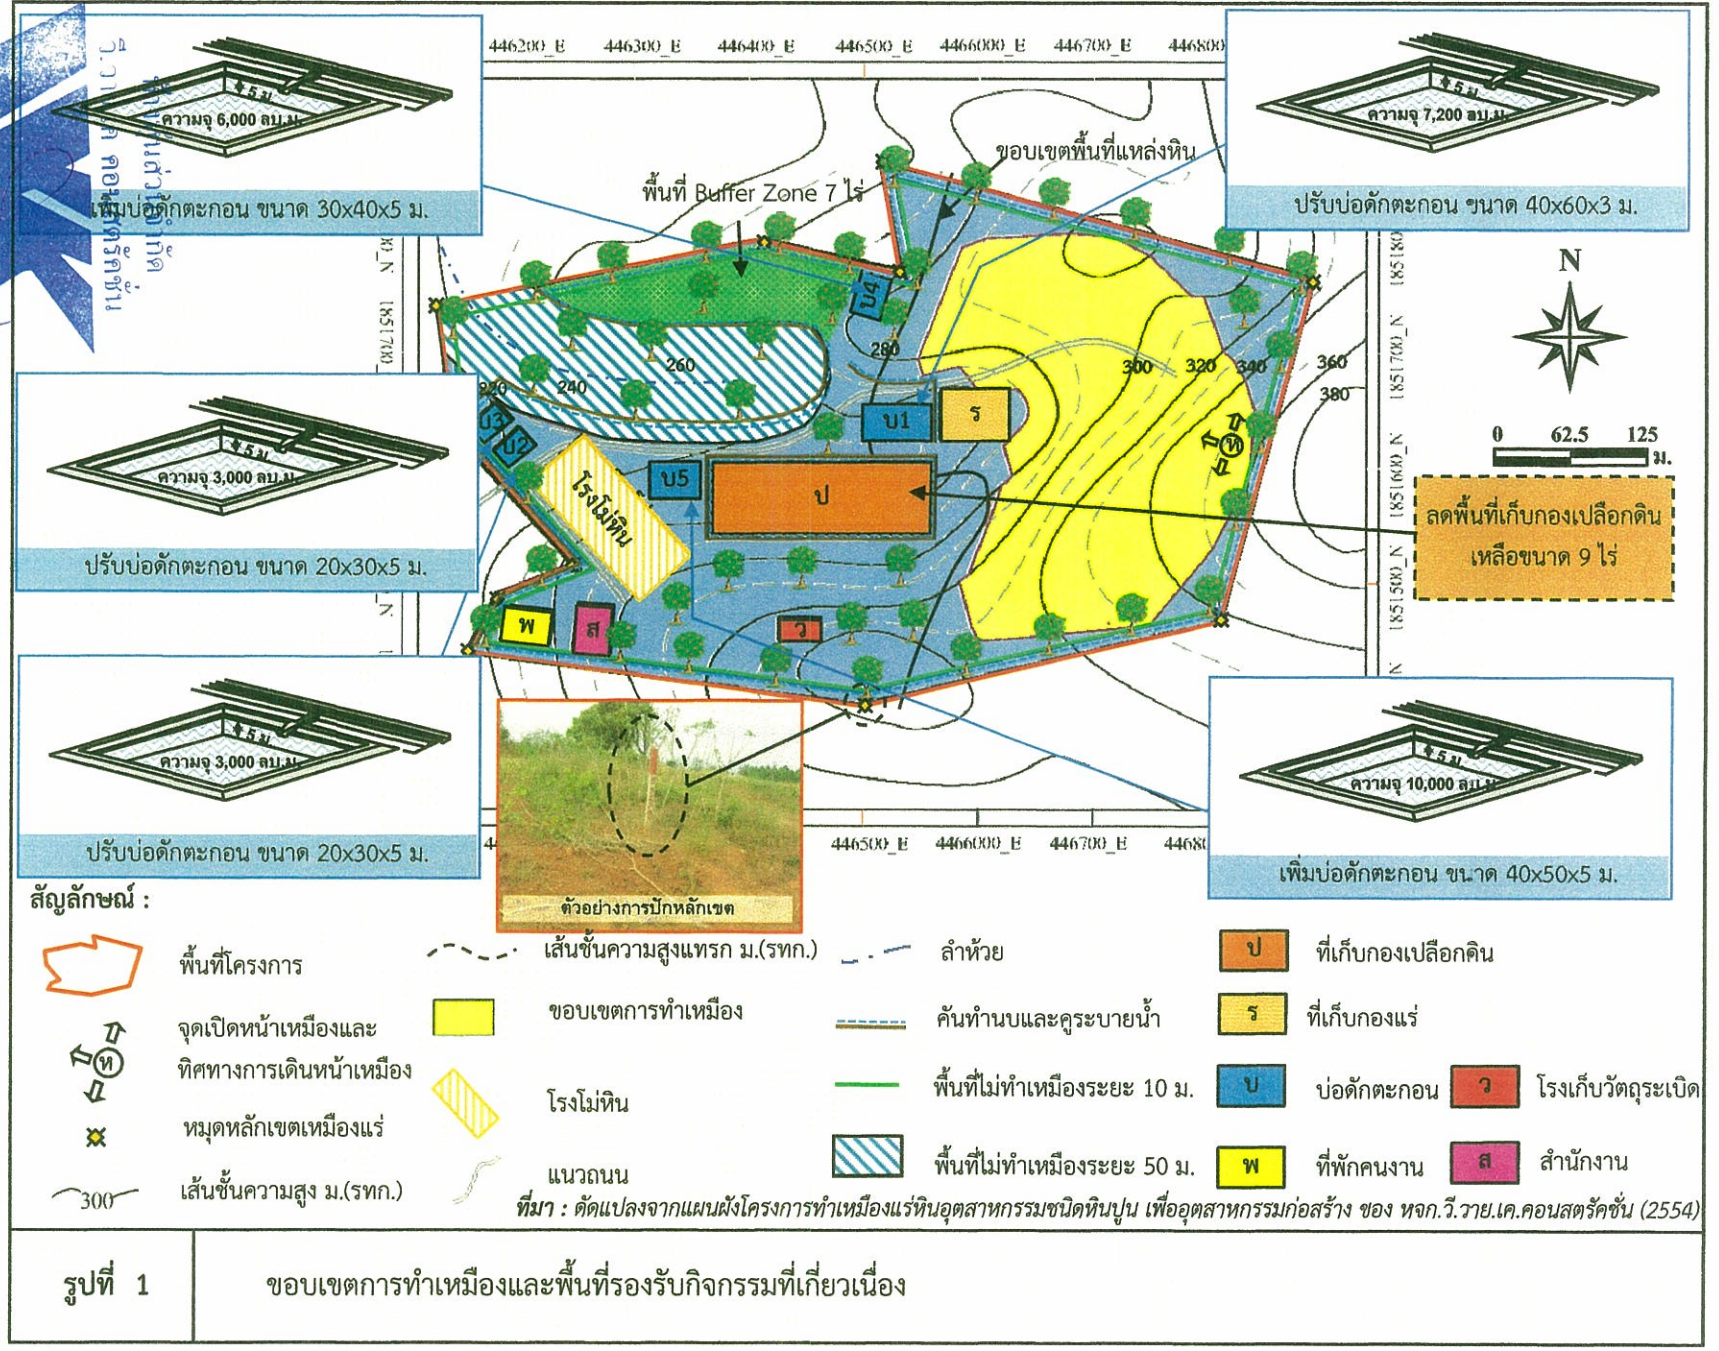 446200_E 446300_E 446400_E 446500_E 4466000_E 446700_E 446800
5 ม.
ความจุ 6,000 ลบ.ม.
เพิ่มบ่อดักตะกอน ขนาด 30x40x5 ม.
5 ม.
ความจุ 7,200 ลบ.ม.
ปรับบ่อดักตะกอน ขนาด 40x60x3 ม.
ขอบเขตพื้นที่แหล่งหิน
พื้นที่ Buffer Zone 7 ไร่
N
บ4
280
260
240
220
300
320
340
360
380
1851700_N
1851700_N
0 62.5 125
ม.
5 ม.
ความจุ 3,000 ลบ.ม.
ปรับบ่อดักตะกอน ขนาด 20x30x5 ม.
บ3
บ2
บ1
ร
ห
บ5
ป
โรงโม่หิน
1851600_N
ลดพื้นที่เก็บกองเปลือกดิน
เหลือขนาด 9 ไร่
1851500_N
พ
ส
ว
5 ม.
ความจุ 3,000 ลบ.ม.
ปรับบ่อดักตะกอน ขนาด 20x30x5 ม.
ตัวอย่างการปักหลักเขต
446500_E 4466000_E 446700_E 44680
5 ม.
ความจุ 10,000 ลบ.ม.
เพิ่มบ่อดักตะกอน ขนาด 40x50x5 ม.
สัญลักษณ์ :
พื้นที่โครงการ
ห
จุดเปิดหน้าเหมืองและ
ทิศทางการเดินหน้าเหมือง
หมุดหลักเขตเหมืองแร่
300
เส้นชั้นความสูง ม.(รทก.)
เส้นชั้นความสูงแทรก ม.(รทก.)
ขอบเขตการทำเหมือง
โรงโม่หิน
แนวถนน
ลำห้วย
คันทำนบและคูระบายน้ำ
พื้นที่ไม่ทำเหมืองระยะ 10 ม.
พื้นที่ไม่ทำเหมืองระยะ 50 ม.
ป ที่เก็บกองเปลือกดิน
ร ที่เก็บกองแร่
บ บ่อดักตะกอน
ว โรงเก็บวัตถุระเบิด
พ ที่พักคนงาน
ส สำนักงาน
ที่มา : ดัดแปลงจากแผนผังโครงการทำเหมืองแร่หินอุตสาหกรรมชนิดหินปูน เพื่ออุตสาหกรรมก่อสร้าง ของ หจก.วี.วาย.เค.คอนสตรัคชั่น (2554)
รูปที่ 1 ขอบเขตการทำเหมืองและพื้นที่รองรับกิจกรรมที่เกี่ยวเนื่อง